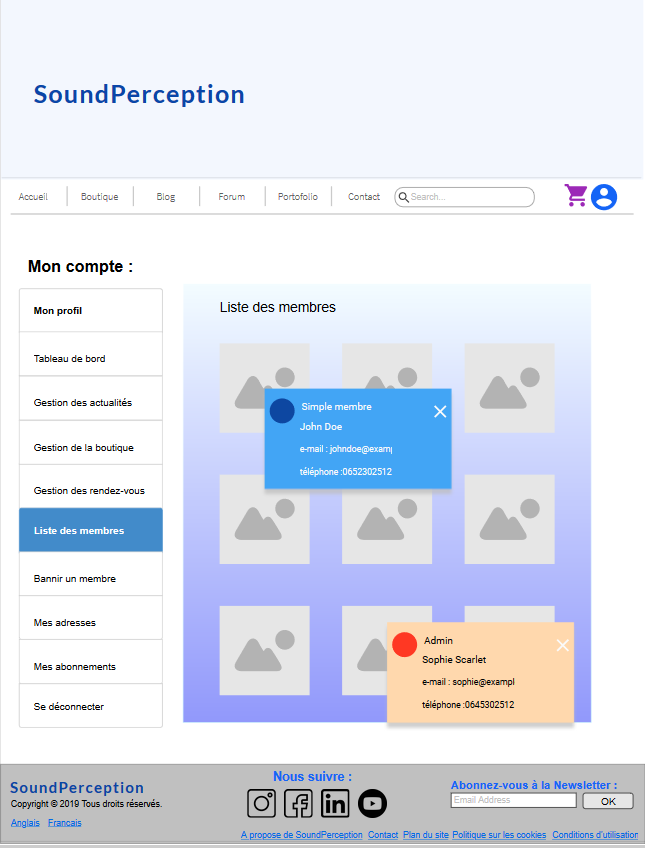 SoundPerception
Accueil Boutique Blog Forum Portofolio Contact Search...
Mon compte :
Mon profil
Tableau de bord
Gestion des actualités
Gestion de la boutique
Gestion des rendez-vous
Liste des membres
Bannir un membre
Mes adresses
Mes abonnements
Se déconnecter
Liste des membres
Simple membre
John Doe
e-mail : johndoe@examp
téléphone :0652302512
Admin
Sophie Scarlet
e-mail : sophie@exampl
téléphone :0645302512
SoundPerception
Copyright © 2019 Tous droits résérvés.
Anglais Francais
Nous suivre :
Abonnez-vous à la Newsletter :
Email Address OK
A propose de SoundPerception Contact Plan du site Politique sur les cookies Conditions d'utilisation